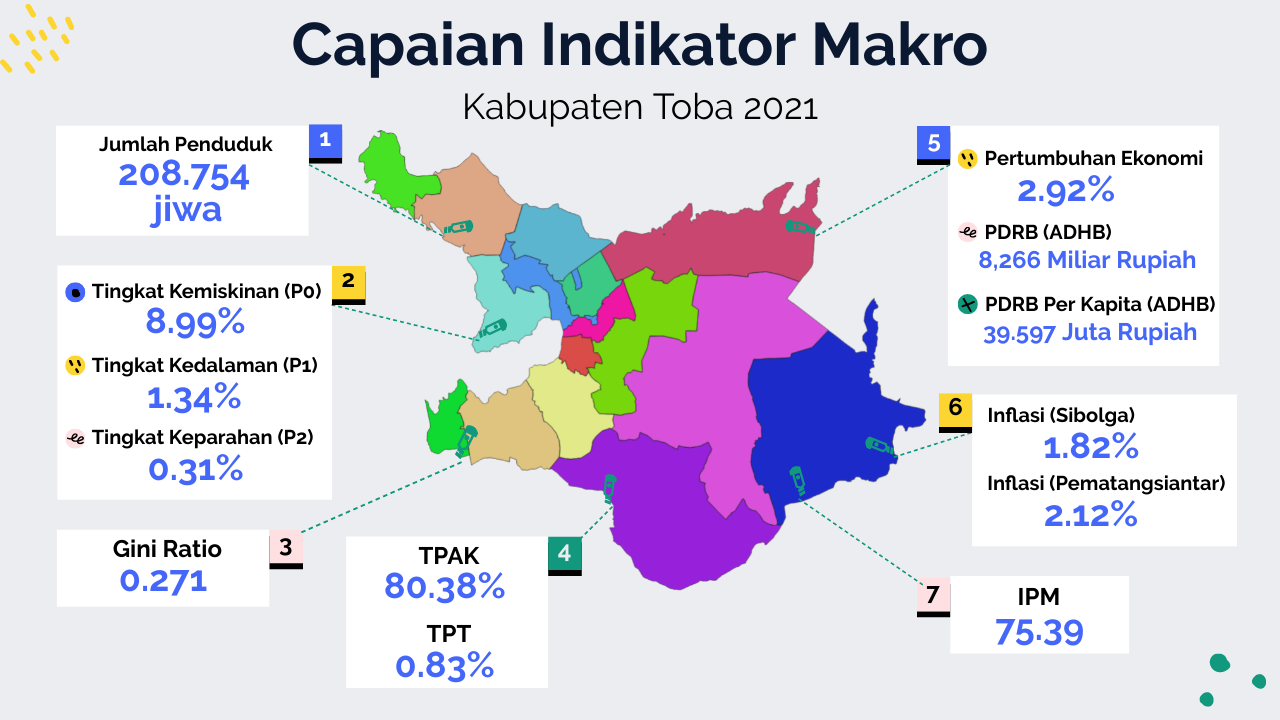 Capaian Indikator Makro
Kabupaten Toba 2021
1
Jumlah Penduduk
208.754
jiwa
2
Tingkat Kemiskinan (P0)
8.99%
Tingkat Kedalaman (P1)
1.34%
Tingkat Keparahan (P2)
0.31%
3
Gini Ratio
0.271
4
TPAK
80.38%
TPT
0.83%
5
Pertumbuhan Ekonomi
2.92%
PDRB (ADHB)
8,266 Miliar Rupiah
PDRB Per Kapita (ADHB)
39.597 Juta Rupiah
6
Inflasi (Sibolga)
1.82%
Inflasi (Pematangsiantar)
2.12%
7
IPM
75.39